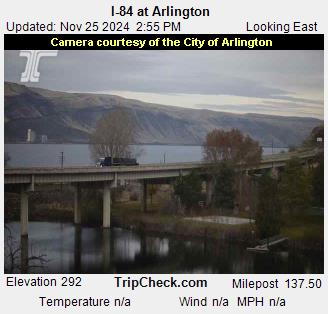 I-84 at Arlington
Updated: Nov 25 2024 2:55 PM Looking East
Camera courtesy of the City of Arlington
Elevation 292 TripCheck.com Milepost 137.50
Temperature n/a Wind n/a MPH n/a